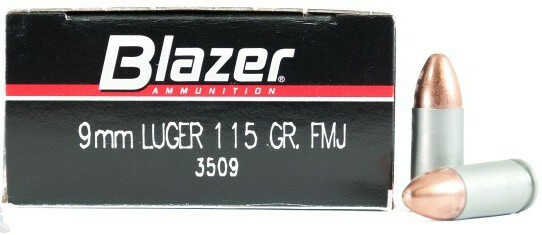 Blazer®
AMMUNITION
9mm LUGER 115 GR. FMJ
3509